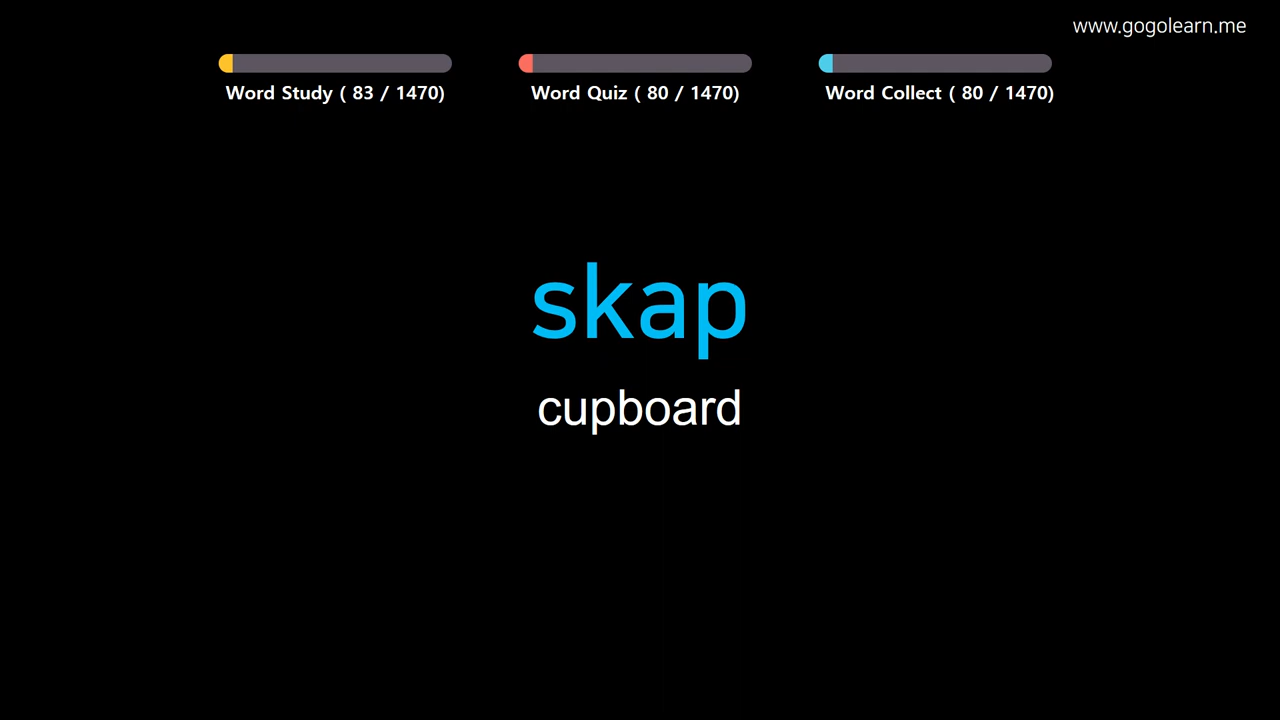 www.gogolearn.me
Word Study ( 83 / 1470)
Word Quiz ( 80 / 1470)
Word Collect ( 80 / 1470)
skap
cupboard